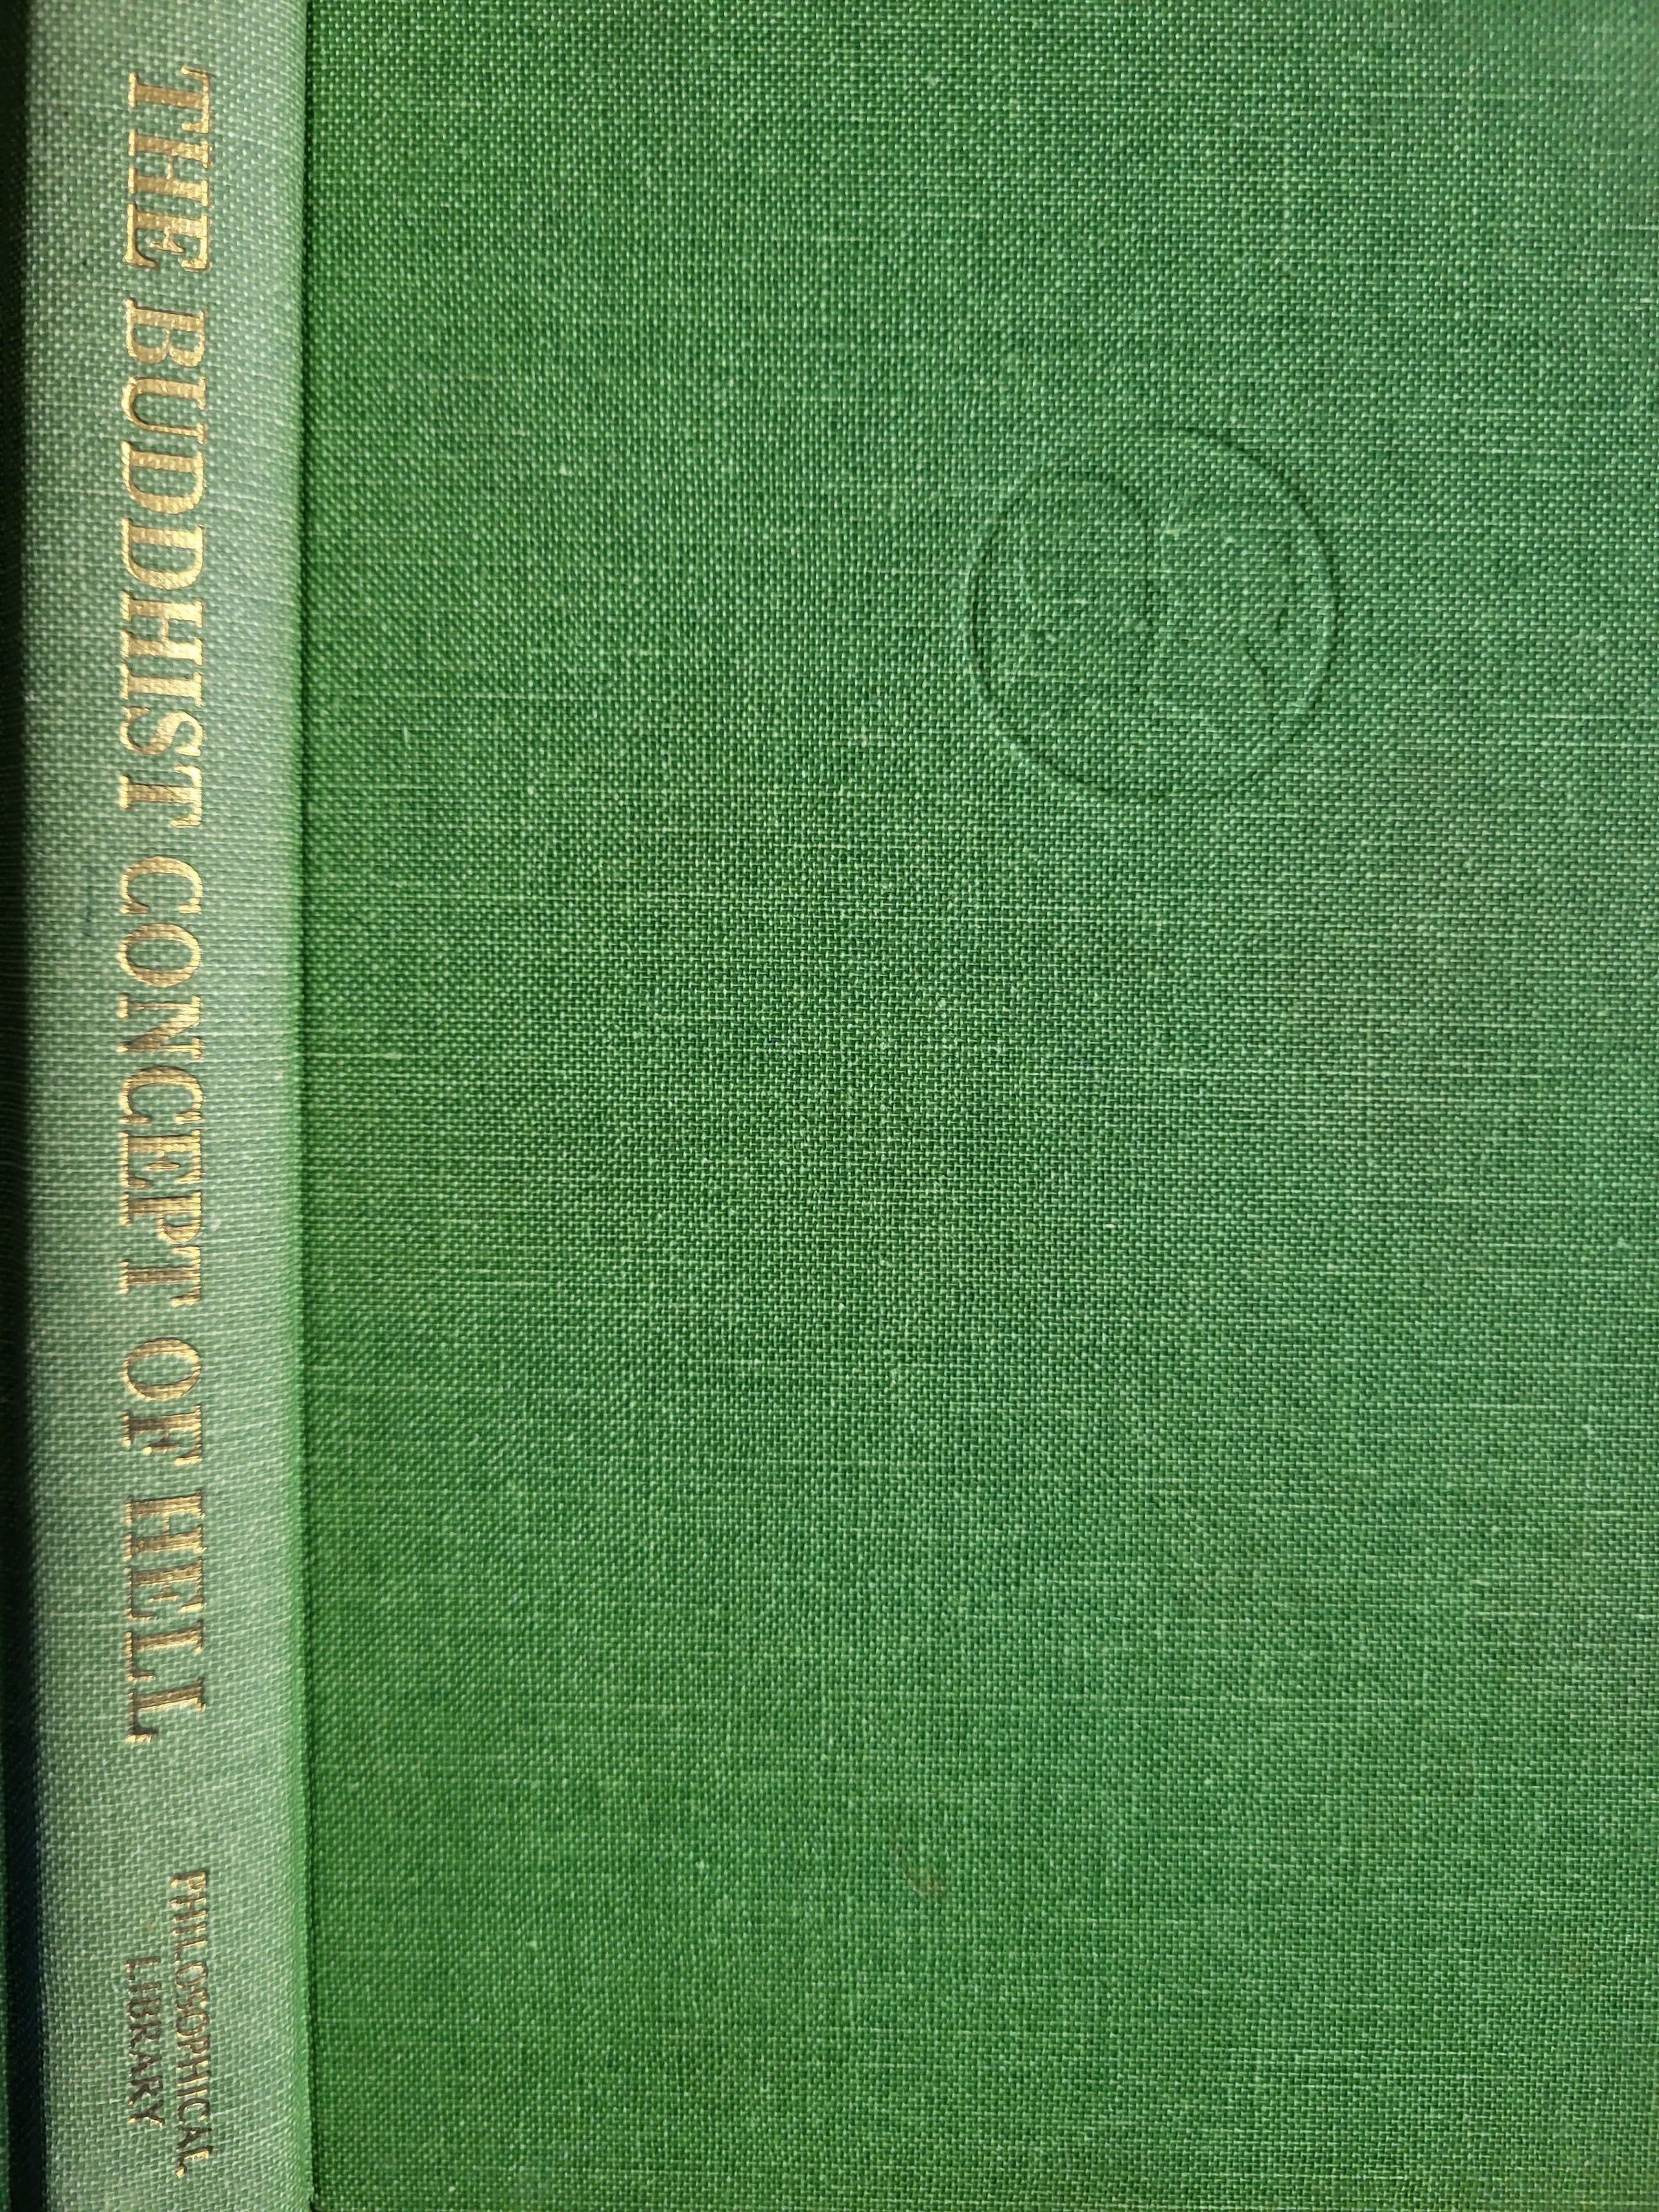 THE BUDDHIST CONCEPT OF HELL
PHILOSOPHICAL
LIBRARY